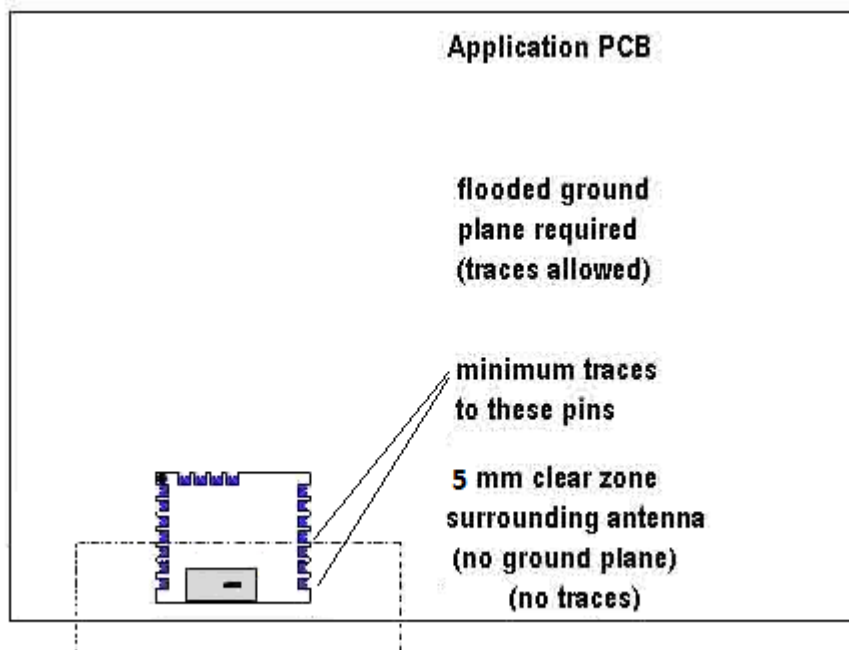 Application PCB
flooded ground
plane required
(traces allowed)
minimum traces
to these pins
5 mm clear zone
surrounding antenna
(no ground plane)
(no traces)